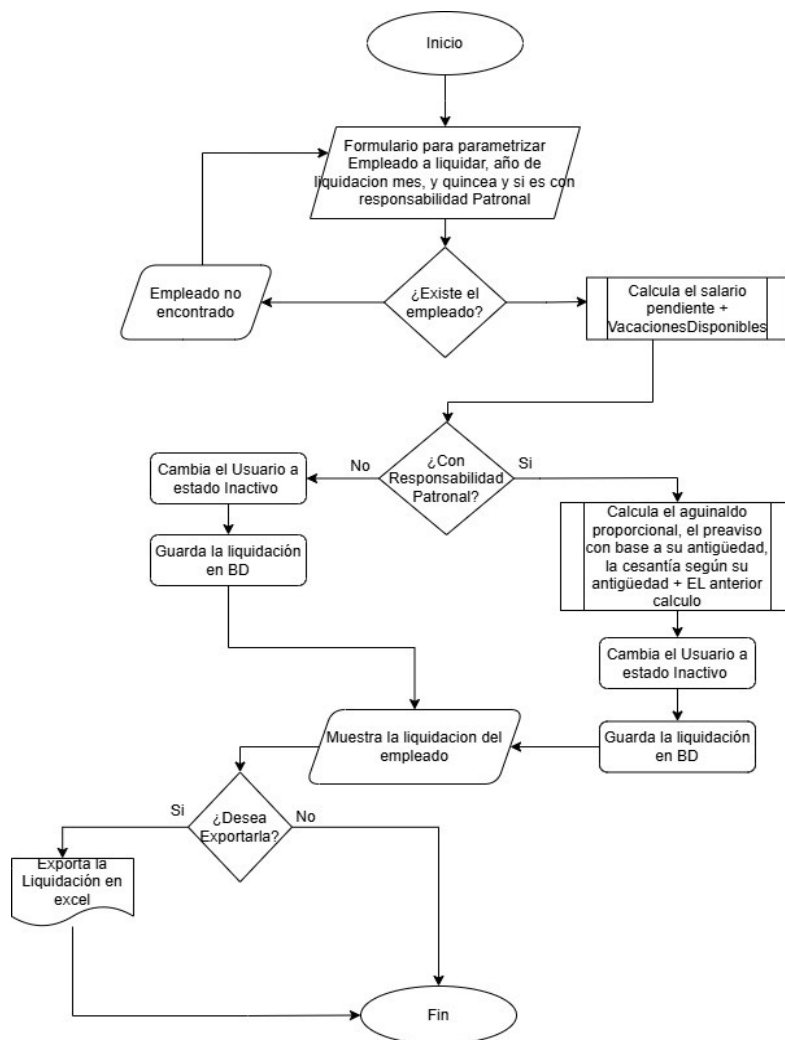 Inicio
Formulario para parametrizar
Empleado a liquidar, año de
liquidacion mes, y quincea y si es con
responsabilidad Patronal
Empleado no
encontrado
¿Existe el
empleado?
Calcula el salario
pendiente +
VacacionesDisponibles
Cambia el Usuario a
estado Inactivo
No
¿Con
Responsabilidad
Patronal?
Si
Guarda la liquidación
en BD
Calcula el aguinaldo
proporcional, el preaviso
con base a su antigüedad,
la cesantía según su
antigüedad + EL anterior
calculo
Cambia el Usuario a
estado Inactivo
Guarda la liquidación
en BD
Muestra la liquidacion del
empleado
Si
¿Desea
Exportarla?
No
Exporta la
Liquidación en
excel
Fin